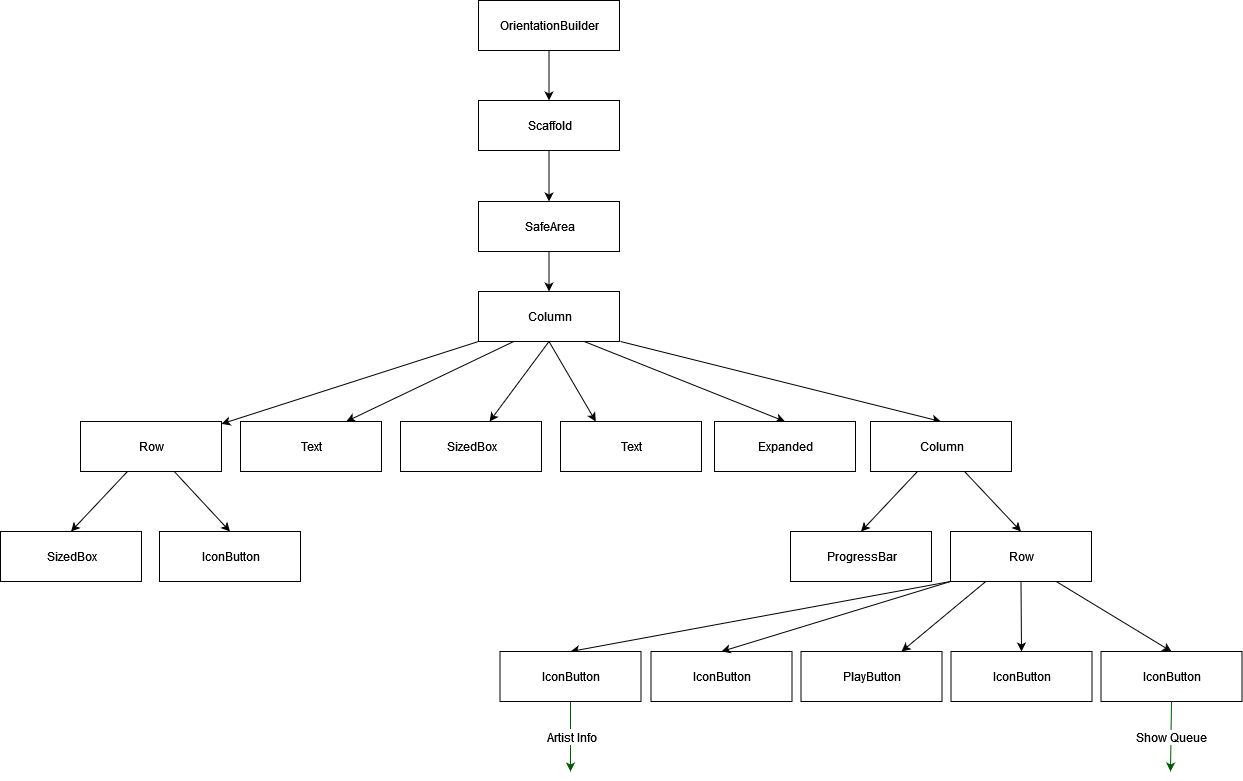 OrientationBuilder
Scaffold
SafeArea
Column
Row
Text
SizedBox
Text
Expanded
Column
SizedBox
IconButton
ProgressBar
Row
IconButton
IconButton
PlayButton
IconButton
IconButton
Artist Info
Show Queue